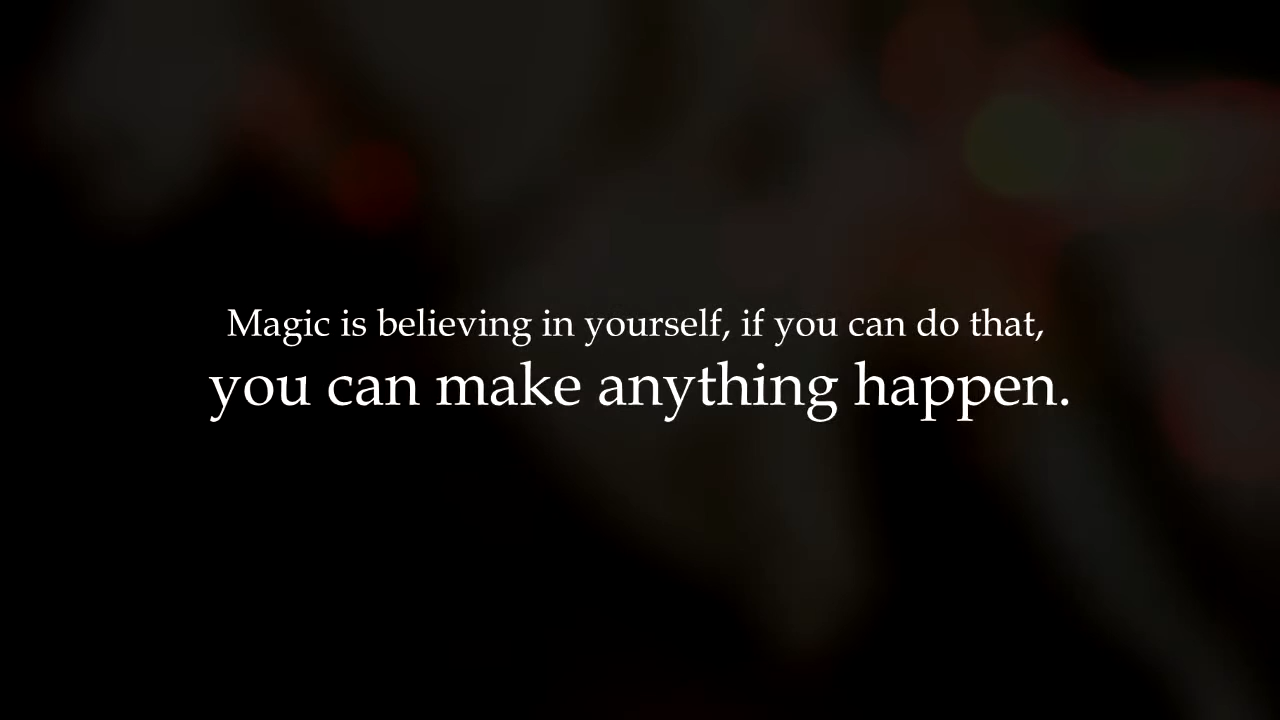 Magic is believing in yourself, if you can do that,
you can make anything happen.